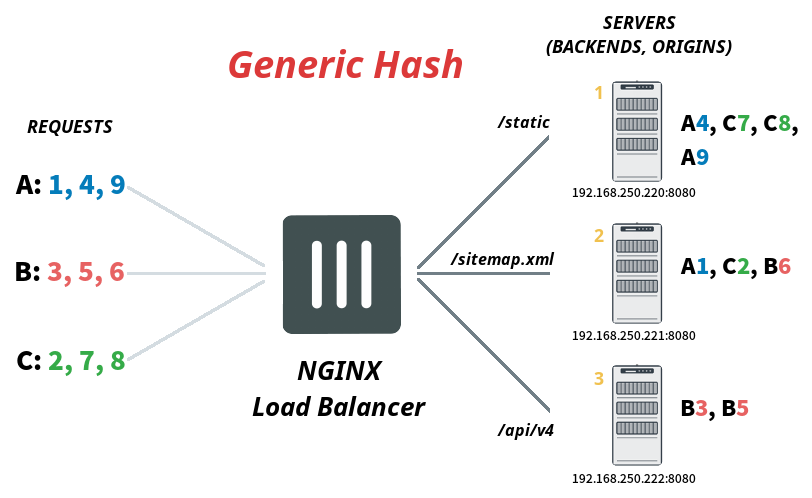 Generic Hash
SERVERS
(BACKENDS, ORIGINS)
REQUESTS
A: 1, 4, 9
B: 3, 5, 6
C: 2, 7, 8
NGINX
Load Balancer
/static
/sitemap.xml
/api/v4
1
A4, C7, C8,
A9
192.168.250.220:8080
2
A1, C2, B6
192.168.250.221:8080
3
B3, B5
192.168.250.222:8080